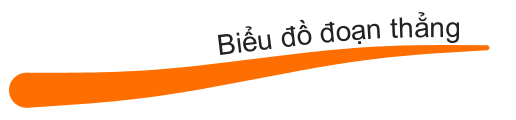 Biểu đồ đoạn thẳng